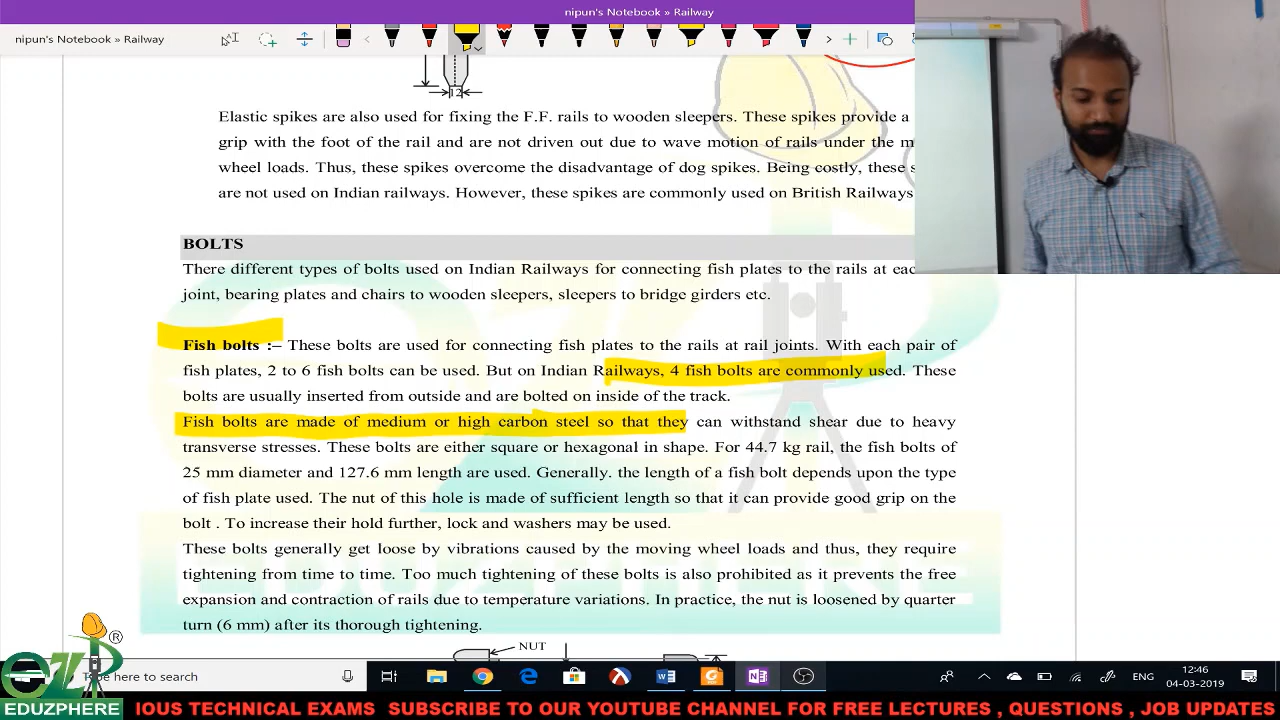 nipun's Notebook » Railway
nipun's Notebook » Railway
12
Elastic spikes are also used for fixing the F.F. rails to wooden sleepers. These spikes provide a
grip with the foot of the rail and are not driven out due to wave motion of rails under the m
wheel loads. Thus, these spikes overcome the disadvantage of dog spikes. Being costly, these s
are not used on Indian railways. However, these spikes are commonly used on British Railways
BOLTS
There different types of bolts used on Indian Railways for connecting fish plates to the rails at eac
joint, bearing plates and chairs to wooden sleepers, sleepers to bridge girders etc.
Fish bolts :– These bolts are used for connecting fish plates to the rails at rail joints. With each pair of
fish plates, 2 to 6 fish bolts can be used. But on Indian Railways, 4 fish bolts are commonly used. These
bolts are usually inserted from outside and are bolted on inside of the track.
Fish bolts are made of medium or high carbon steel so that they can withstand shear due to heavy
transverse stresses. These bolts are either square or hexagonal in shape. For 44.7 kg rail, the fish bolts of
25 mm diameter and 127.6 mm length are used. Generally. the length of a fish bolt depends upon the type
of fish plate used. The nut of this hole is made of sufficient length so that it can provide good grip on the
bolt . To increase their hold further, lock and washers may be used.
These bolts generally get loose by vibrations caused by the moving wheel loads and thus, they require
tightening from time to time. Too much tightening of these bolts is also prohibited as it prevents the free
expansion and contraction of rails due to temperature variations. In practice, the nut is loosened by quarter
turn (6 mm) after its thorough tightening.
NUT
ezP ®
Type here to search
ENG
12:46
04-03-2019
EDUZPHERE
IOUS TECHNICAL EXAMS SUBSCRIBE TO OUR YOUTUBE CHANNEL FOR FREE LECTURES , QUESTIONS , JOB UPDATES